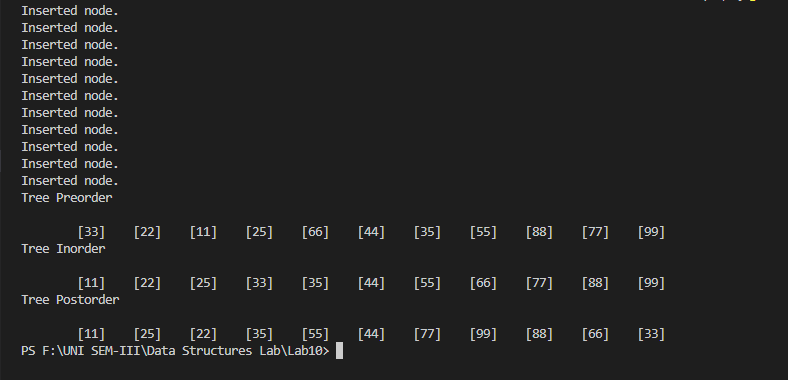 Inserted node.
Inserted node.
Inserted node.
Inserted node.
Inserted node.
Inserted node.
Inserted node.
Inserted node.
Inserted node.
Inserted node.
Inserted node.
Tree Preorder
[33] [22] [11] [25] [66] [44] [35] [55] [88] [77] [99]
Tree Inorder
[11] [22] [25] [33] [35] [44] [55] [66] [77] [88] [99]
Tree Postorder
[11] [25] [22] [35] [55] [44] [77] [99] [88] [66] [33]
PS F:\UNI SEM-III\Data Structures Lab\Lab10>